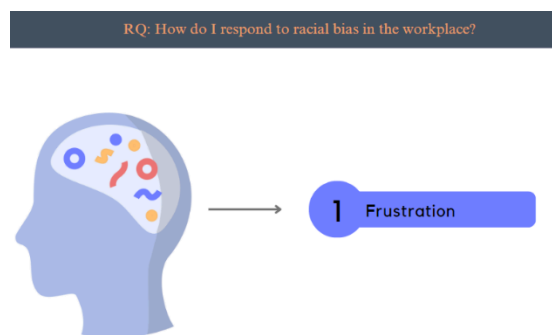 RQ: How do I respond to racial bias in the workplace?
1 Frustration